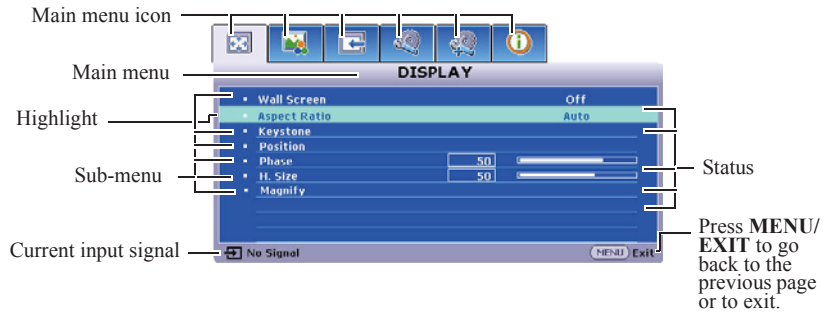 Main menu icon
Main menu
DISPLAY
Highlight
Sub-menu
• Wall Screen Off
• Aspect Ratio Auto
• Keystone
• Position
• Phase 50
• H. Size 50
• Magnify
Status
Current input signal
No Signal
MENU Exit
Press MENU/
EXIT to go
back to the
previous page
or to exit.